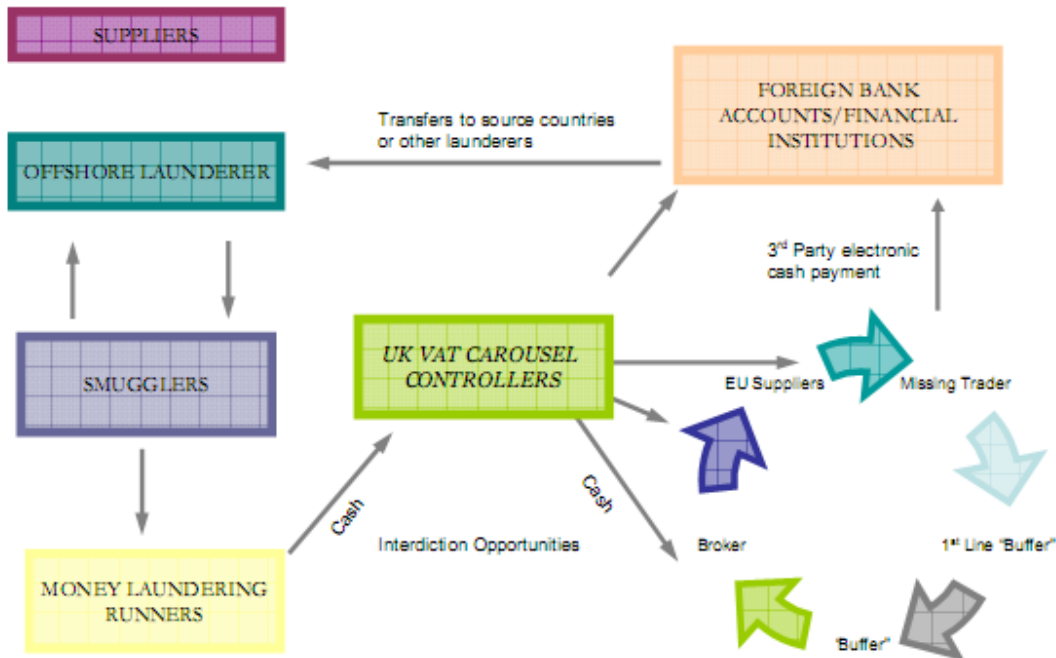 SUPPLIERS
FOREIGN BANK
ACCOUNTS/FINANCIAL
INSTITUTIONS
Transfers to source countries
or other launderers
OFFSHORE LAUNDERER
3rd Party electronic
cash payment
UK VAT CAROUSEL
CONTROLLERS
SMUGGLERS
EU Suppliers
Missing Trader
Cash
Cash
Interdiction Opportunities
Broker
1st Line "Buffer"
MONEY LAUNDERING
RUNNERS
"Buffer"